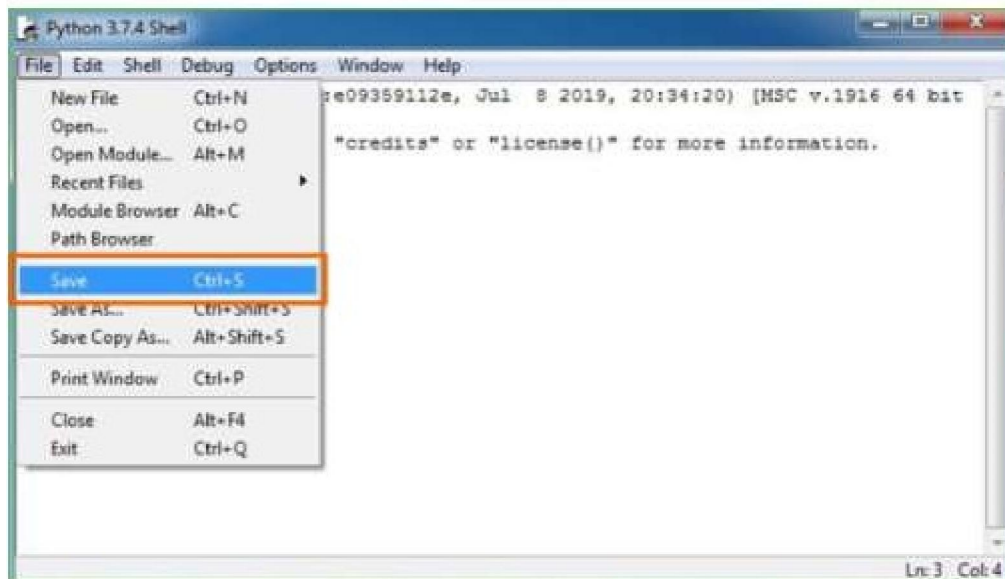 Python 3.7.4 Shell
File Edit Shell Debug Options Window Help
New File Ctrl+N
Open... Ctrl+O
Open Module... Alt+M
Recent Files
Module Browser Alt+C
Path Browser
Save Ctrl+S
Save As... Ctrl+Shift+S
Save Copy As... Alt+Shift+S
Print Window Ctrl+P
Close Alt+F4
Exit Ctrl+Q
e09359112e, Jul 8 2019, 20:34:20) [MSC v.1916 64 bit
"credits" or "license()" for more information.
Ln: 3 Col: 4